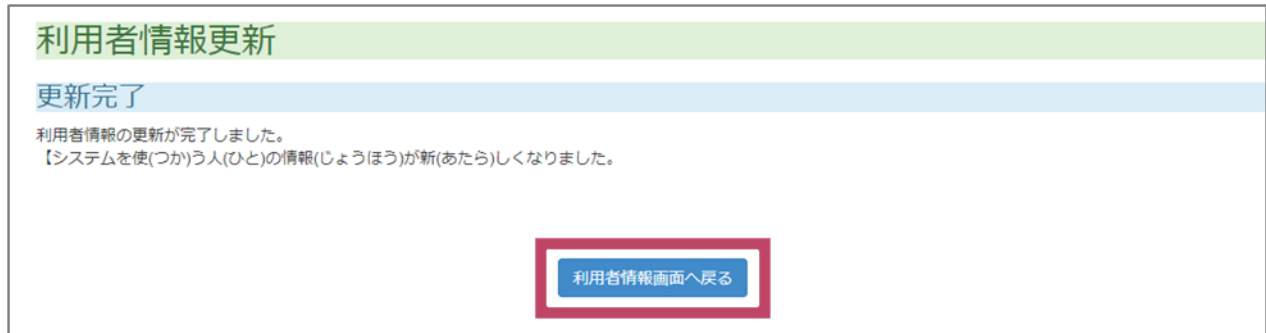 利用者情報更新
更新完了
利用者情報の更新が完了しました。
【システムを使(つか)う人(ひと)の情報(じょうほう)が新(あたら)しくなりました。
利用者情報画面へ戻る